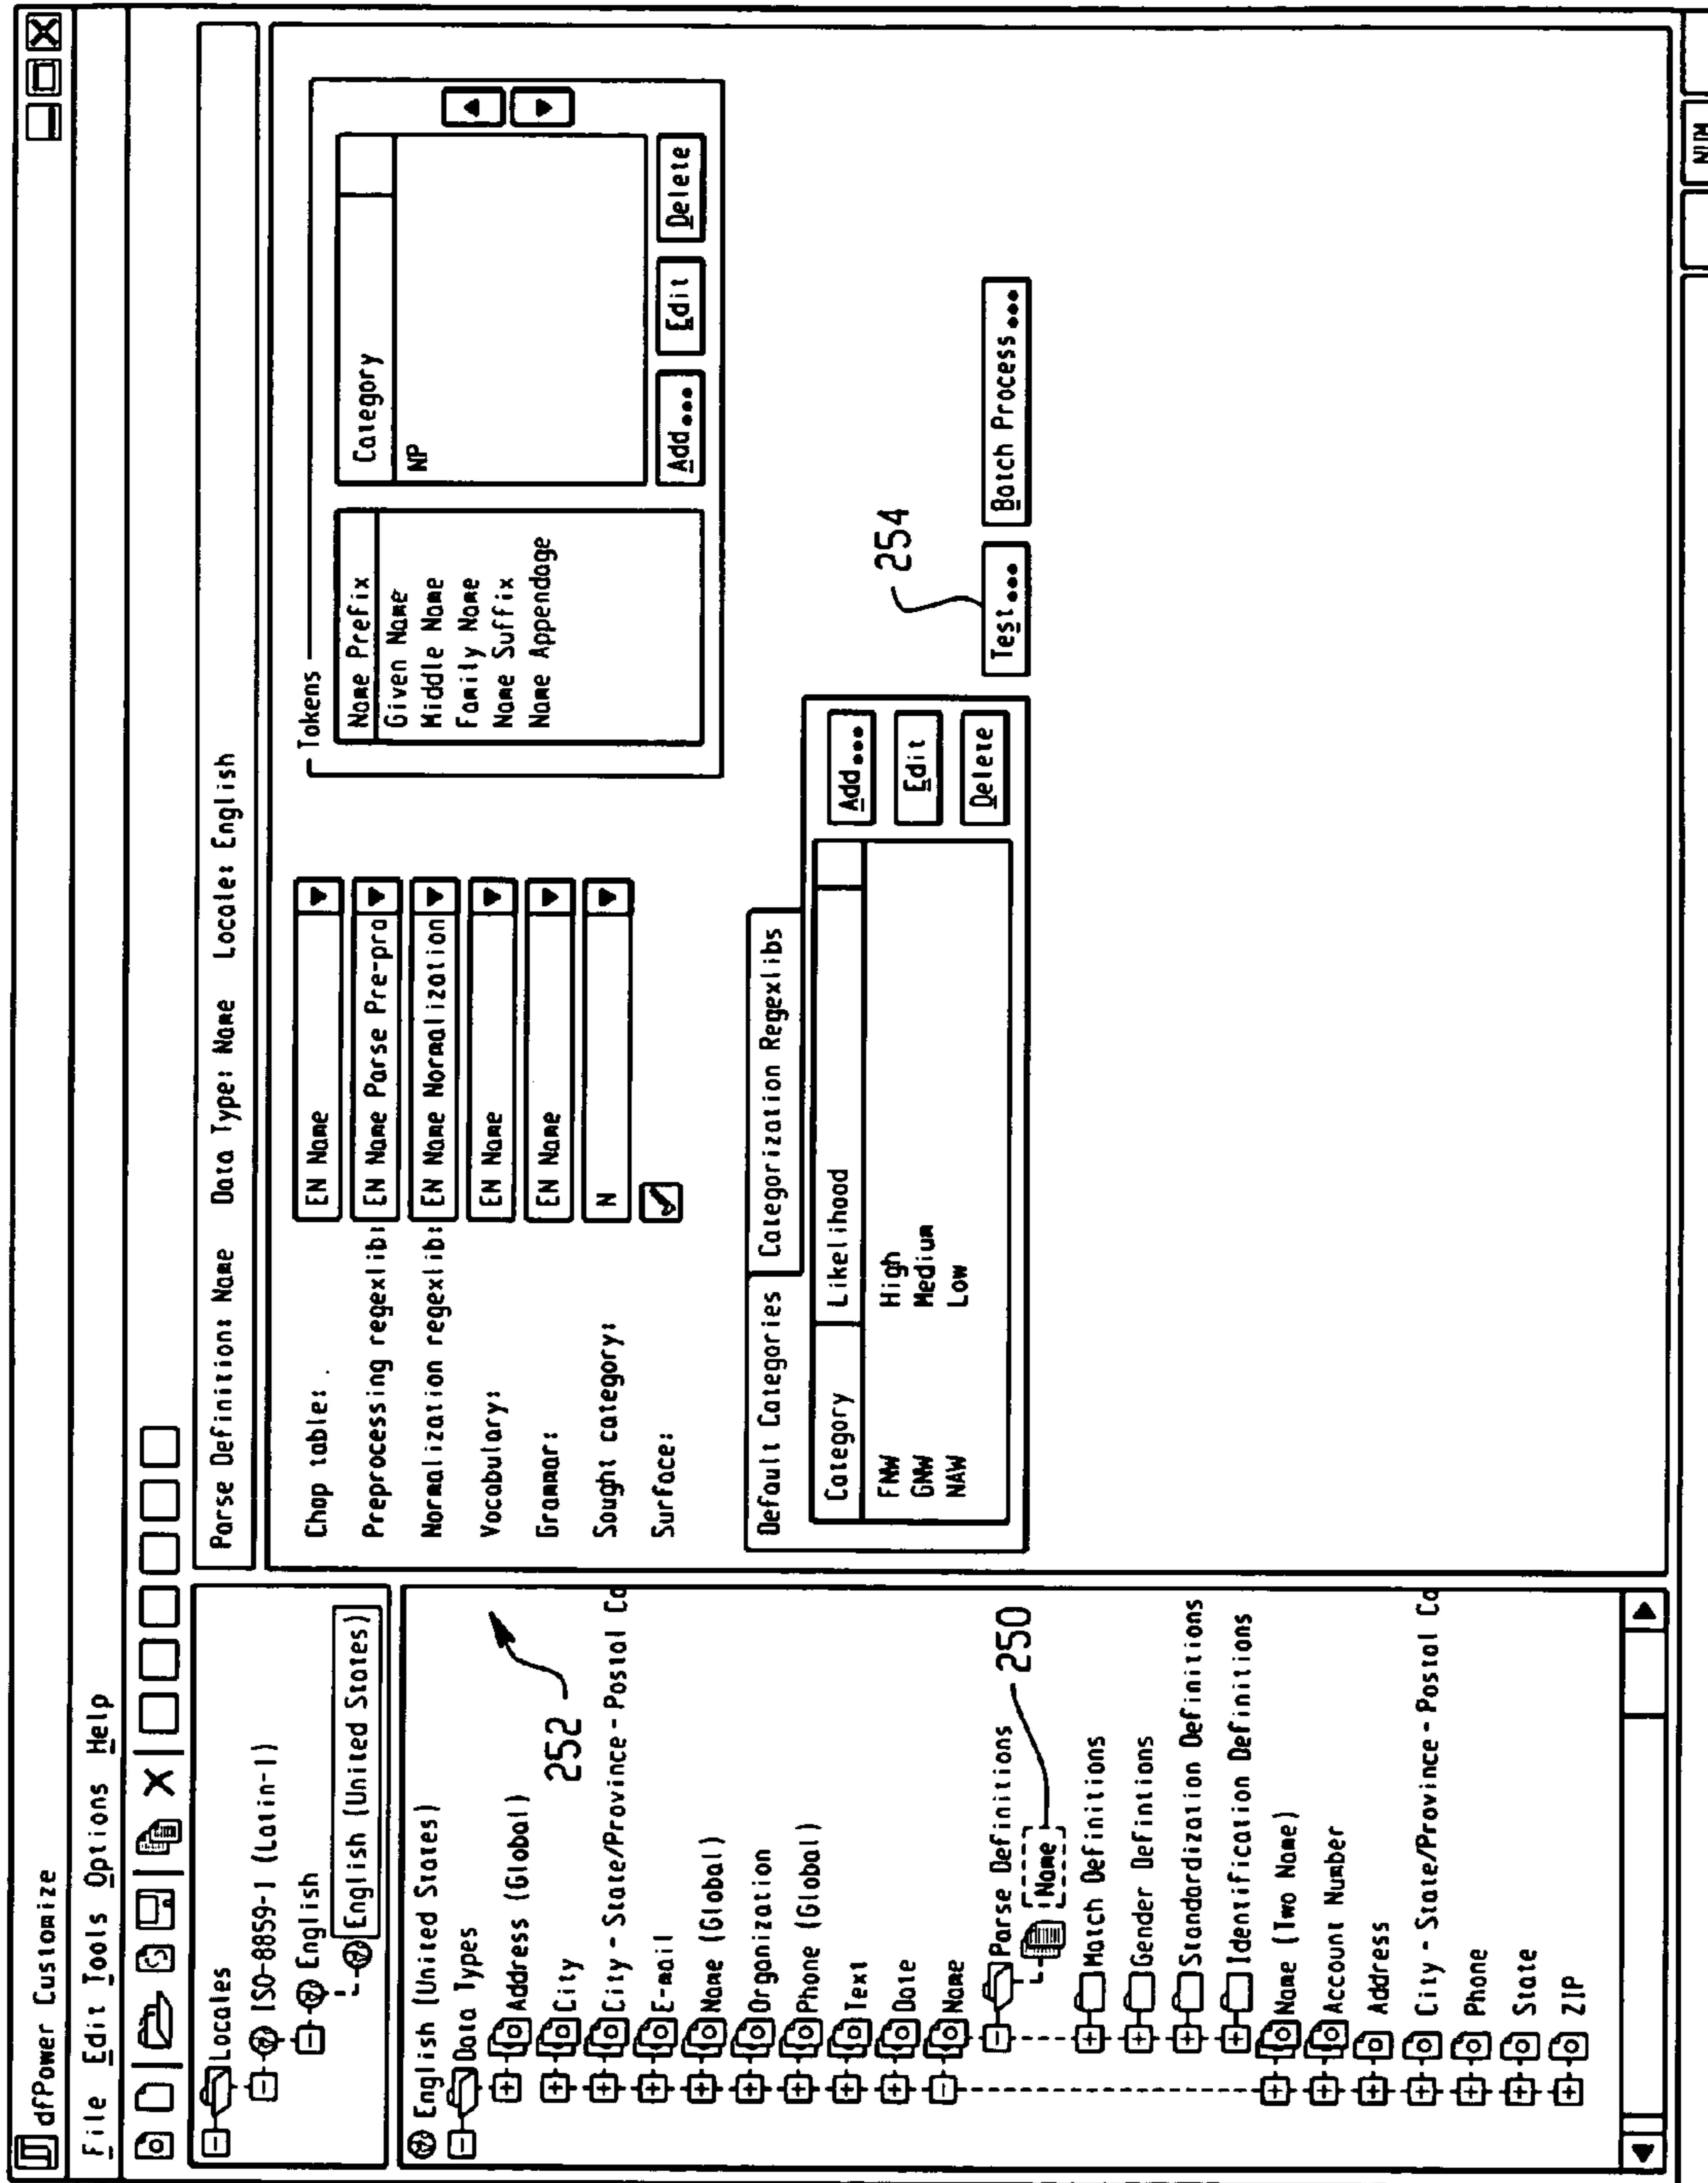 dfPower Customize
File Edit Tools Options Help
Locales
ISO-8859-1 (Latin-1)
English
English (United States)
English (United States)
Data Types
Address (Global)
City
City - State/Province - Postal Co
E-mail
Name (Global)
Organization
Phone (Global)
Text
Date
Name
Parse Definitions
Name
Match Definitions
Gender Defintions
Standardization Definitions
Identification Definitions
Name (Two Name)
Account Number
Address
City - State/Province - Postal Co
Phone
State
ZIP
252
250
Parse Definition: Name Data Type: Name Locale: English
Chop table: EN Name
Preprocessing regexlib: EN Name Parse Pre-pro
Normalization regexlib: EN Name Normalization
Vocabulary: EN Name
Grammar: EN Name
Sought category: N
Surface:
Tokens
Name Prefix
Given Name
Middle Name
Family Name
Name Suffix
Name Appendage
Category
NP
Add... Edit Delete
Default Categories Categorization Regexlibs
Category Likelihood
FNW High
GNW Medium
NAW Low
Add...
Edit
Delete
254
Test... Batch Process...
NUM